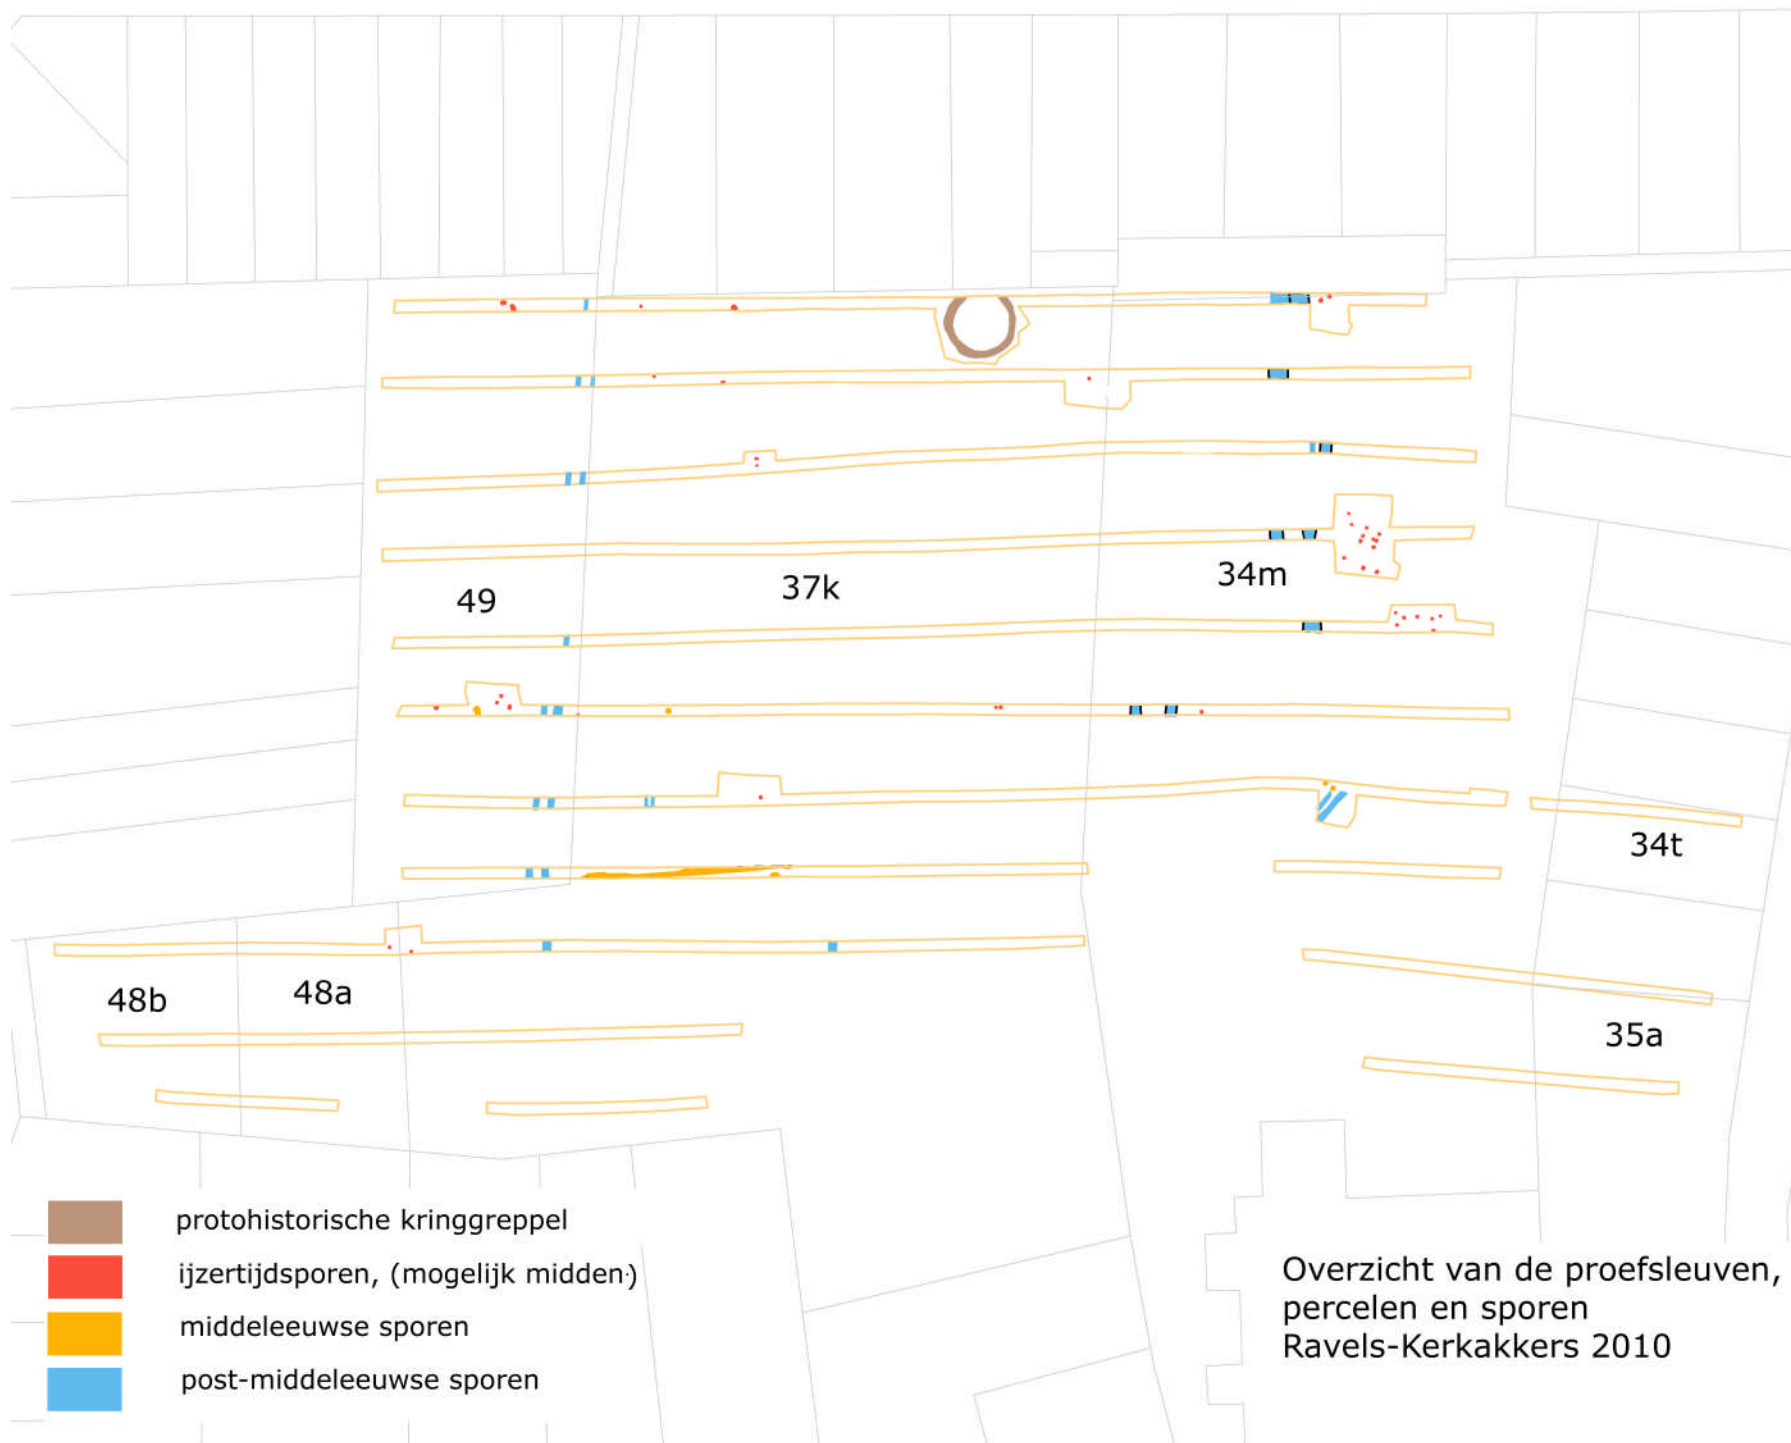 49
37k
34m
34t
48b
48a
35a
protohistorische kringgreppel
ijzertijdsporen, (mogelijk midden-)
middeleeuwse sporen
post-middeleeuwse sporen
Overzicht van de proefsleuven,
percelen en sporen
Ravels-Kerkakkers 2010